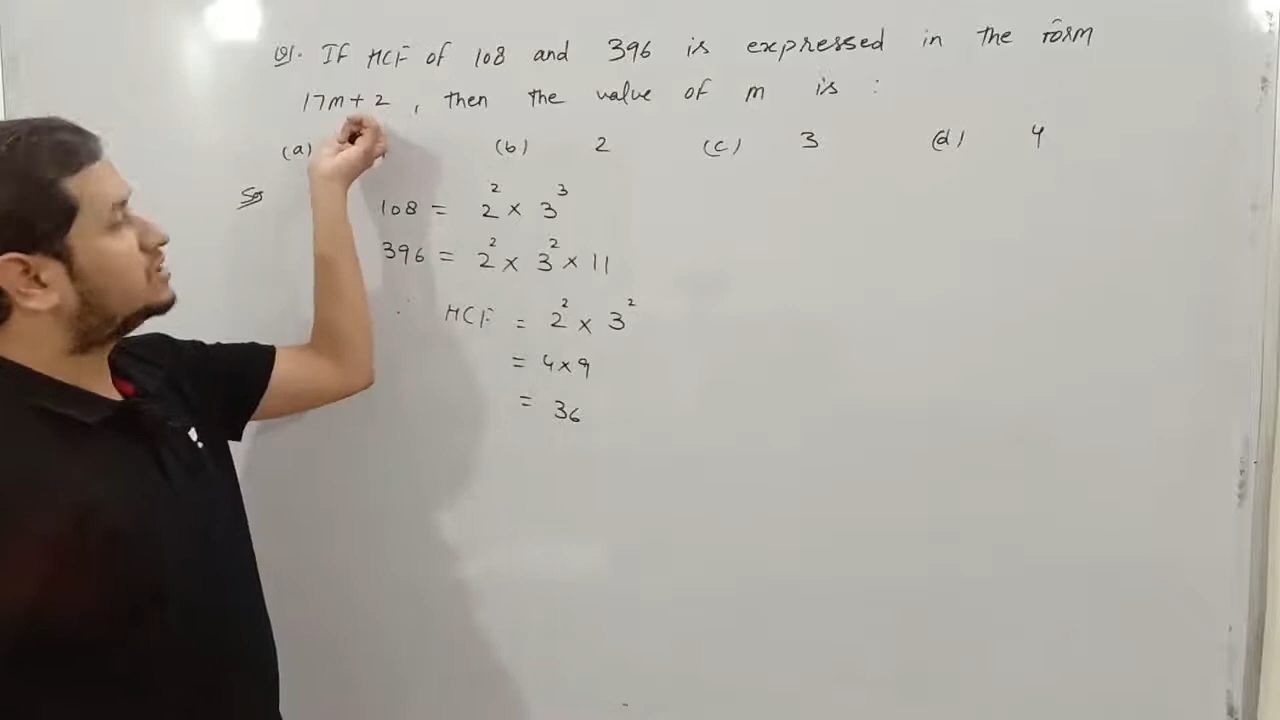 Q1. If HCF of 108 and 396 is expressed in the form
17m+2, then the value of m is :
(a) (b) 2 (c) 3 (d) 4
Sol
108 = 2² × 3³
396 = 2² × 3² × 11
∴ HCF = 2² × 3²
= 4×9
= 36